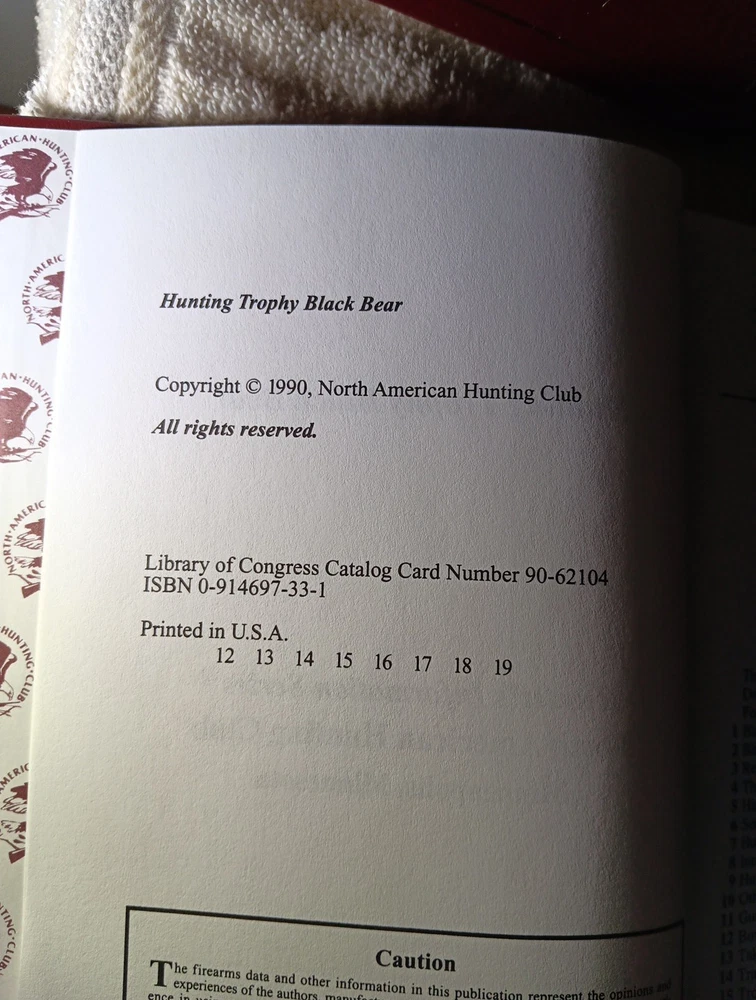 Hunting Trophy Black Bear
Copyright © 1990, North American Hunting Club
All rights reserved.
Library of Congress Catalog Card Number 90-62104
ISBN 0-914697-33-1
Printed in U.S.A.
12 13 14 15 16 17 18 19
Caution
The firearms data and other information in this publication represent the opinions and
experiences of the authors, 
ence in